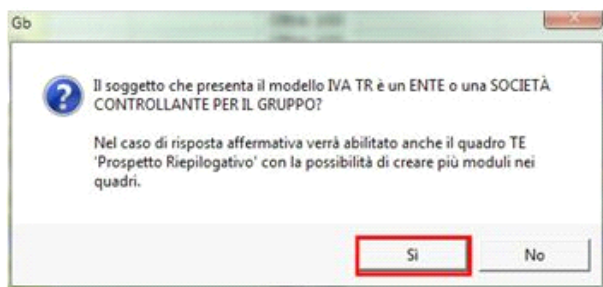 Gb
Il soggetto che presenta il modello IVA TR è un ENTE o una SOCIETÀ
CONTROLLANTE PER IL GRUPPO?
Nel caso di risposta affermativa verrà abilitato anche il quadro TE
'Prospetto Riepilogativo' con la possibilità di creare più moduli nei
quadri.
Sì
No